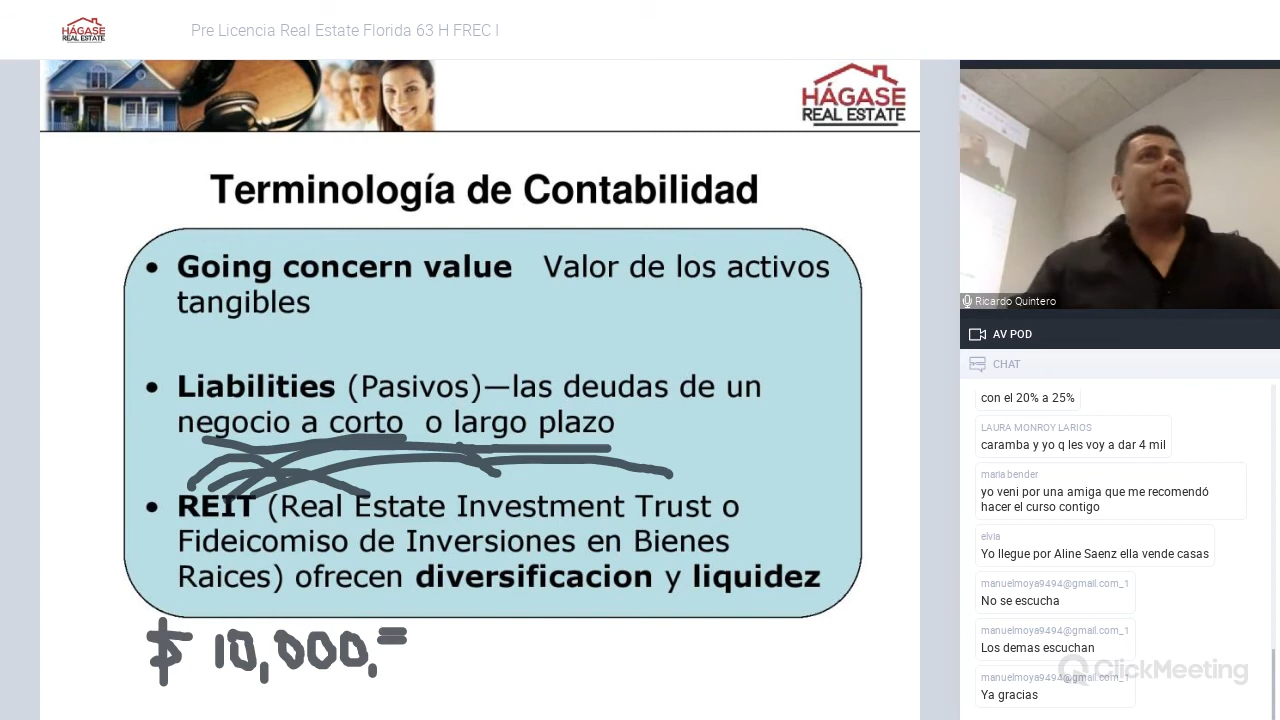 HÁGASE
REAL ESTATE
Pre Licencia Real Estate Florida 63 H FREC I
HÁGASE
REAL ESTATE
Terminología de Contabilidad
• Going concern value Valor de los activos
tangibles
• Liabilities (Pasivos)—las deudas de un
negocio a corto o largo plazo
• REIT (Real Estate Investment Trust o
Fideicomiso de Inversiones en Bienes
Raices) ofrecen diversificacion y liquidez
$ 10,000.=
Ricardo Quintero
AV POD
CHAT
con el 20% a 25%
LAURA MONROY LARIOS
caramba y yo q les voy a dar 4 mil
maria bender
yo veni por una amiga que me recomendó
hacer el curso contigo
elvia
Yo llegue por Aline Saenz ella vende casas
manuelmoya9494@gmail.com_1
No se escucha
manuelmoya9494@gmail.com_1
Los demas escuchan
manuelmoya9494@gmail.com_1
Ya gracias
ClickMeeting